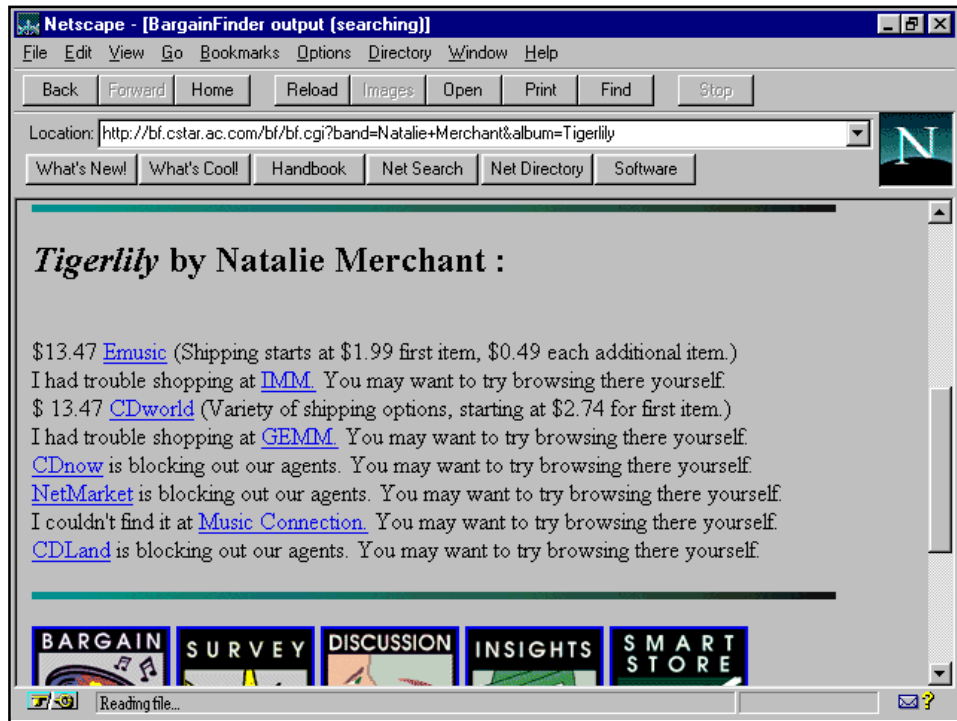 Netscape - [BargainFinder output (searching)]
File Edit View Go Bookmarks Options Directory Window Help
Back Forward Home Reload Images Open Print Find Stop
Location: http://bf.cstar.ac.com/bf/bf.cgi?band=Natalie+Merchant&album=Tigerlily
N
What's New! What's Cool! Handbook Net Search Net Directory Software
Tigerlily by Natalie Merchant :
$13.47 Emusic (Shipping starts at $1.99 first item, $0.49 each additional item.)
I had trouble shopping at IMM. You may want to try browsing there yourself.
$ 13.47 CDworld (Variety of shipping options, starting at $2.74 for first item.)
I had trouble shopping at GEMM. You may want to try browsing there yourself.
CDnow is blocking out our agents. You may want to try browsing there yourself.
NetMarket is blocking out our agents. You may want to try browsing there yourself.
I couldn't find it at Music Connection. You may want to try browsing there yourself.
CDLand is blocking out our agents. You may want to try browsing there yourself.
BARGAIN SURVEY DISCUSSION INSIGHTS SMART
STORE
Reading file...
?